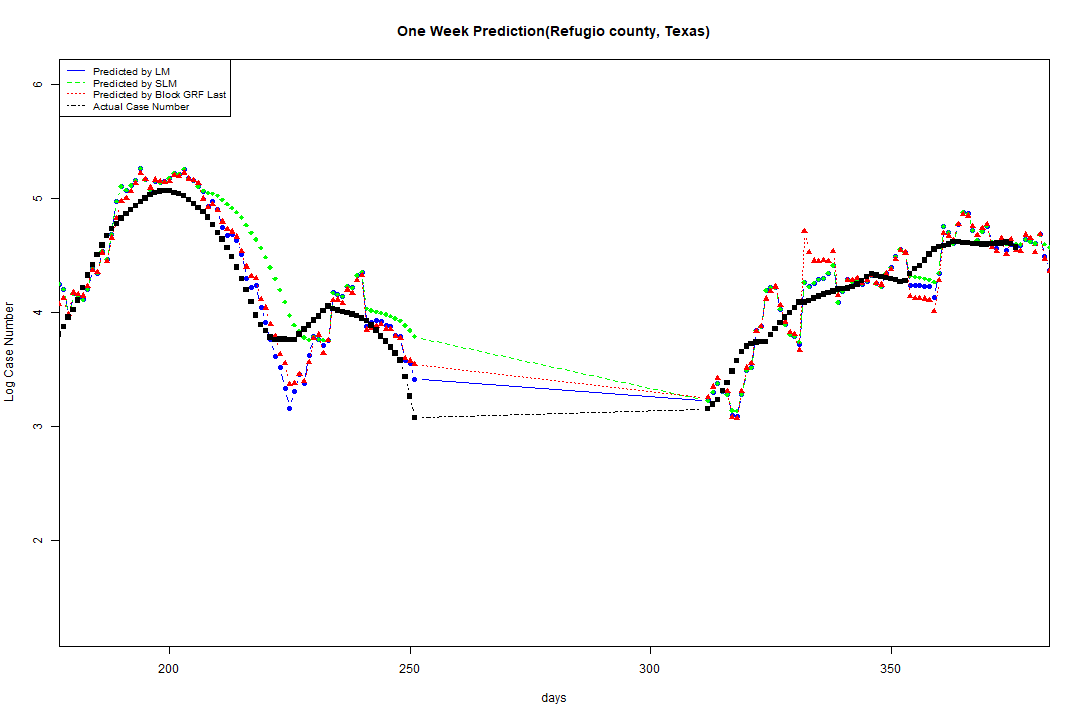 One Week Prediction(Refugio county, Texas)
Predicted by LM
Predicted by SLM
Predicted by Block GRF Last
Actual Case Number
6
5
4
3
2
Log Case Number
200 250 300 350
days